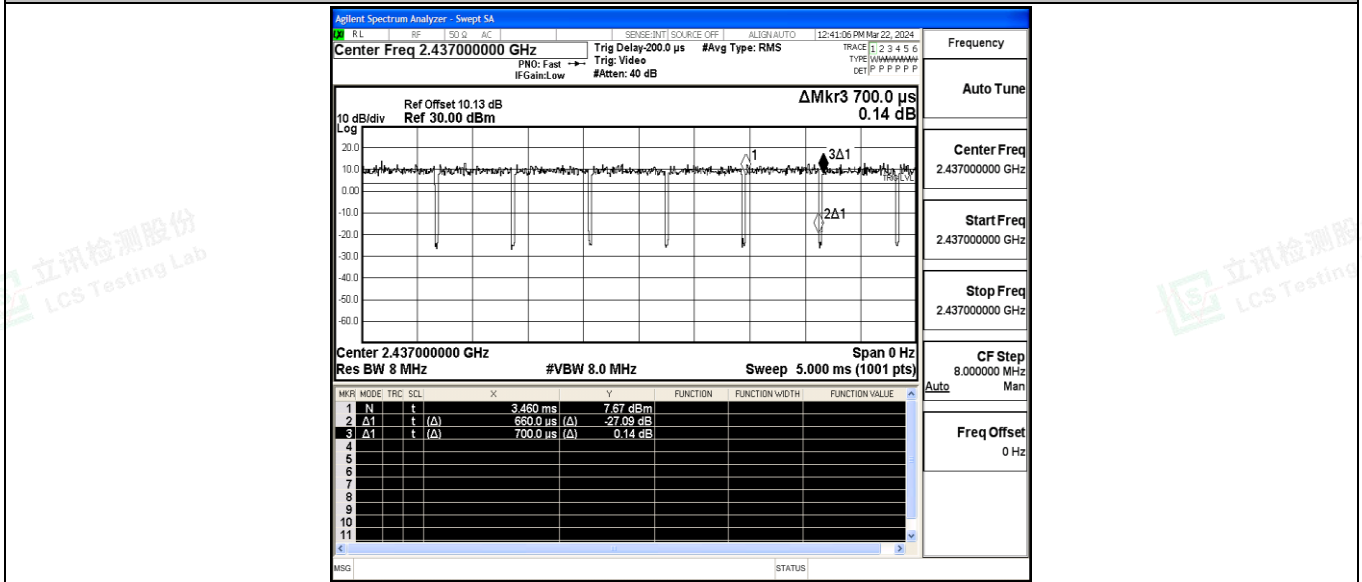 Agilent Spectrum Analyzer - Swept SA
RL RF 50 Ω AC SENSE:INT SOURCE OFF ALIGNAUTO 12:41:06 PM Mar 22, 2024
Center Freq 2.437000000 GHz Trig Delay-200.0 µs #Avg Type: RMS TRACE 1 2 3 4 5 6
PNO: Fast Trig: Video TYPE WWWWWW
IFGain:Low #Atten: 40 dB DET P P P P P P
ΔMkr3 700.0 µs
0.14 dB
Ref Offset 10.13 dB
10 dB/div Ref 30.00 dBm
Log
20.0
10.0
0.00
-10.0
-20.0
-30.0
-40.0
-50.0
-60.0
1
3Δ1
TRIG LVL
2Δ1
Center 2.437000000 GHz Span 0 Hz
Res BW 8 MHz #VBW 8.0 MHz Sweep 5.000 ms (1001 pts)
MKR MODE TRC SCL X Y FUNCTION FUNCTION WIDTH FUNCTION VALUE
1 N t 3.460 ms 7.67 dBm
2 Δ1 t (Δ) 660.0 µs (Δ) -27.09 dB
3 Δ1 t (Δ) 700.0 µs (Δ) 0.14 dB
4
5
6
7
8
9
10
11
MSG STATUS
Frequency
Auto Tune
Center Freq
2.437000000 GHz
Start Freq
2.437000000 GHz
Stop Freq
2.437000000 GHz
CF Step
8.000000 MHz
Auto Man
Freq Offset
0 Hz
立讯检测股份
LCS Testing Lab
立讯检测股
LCS Testing